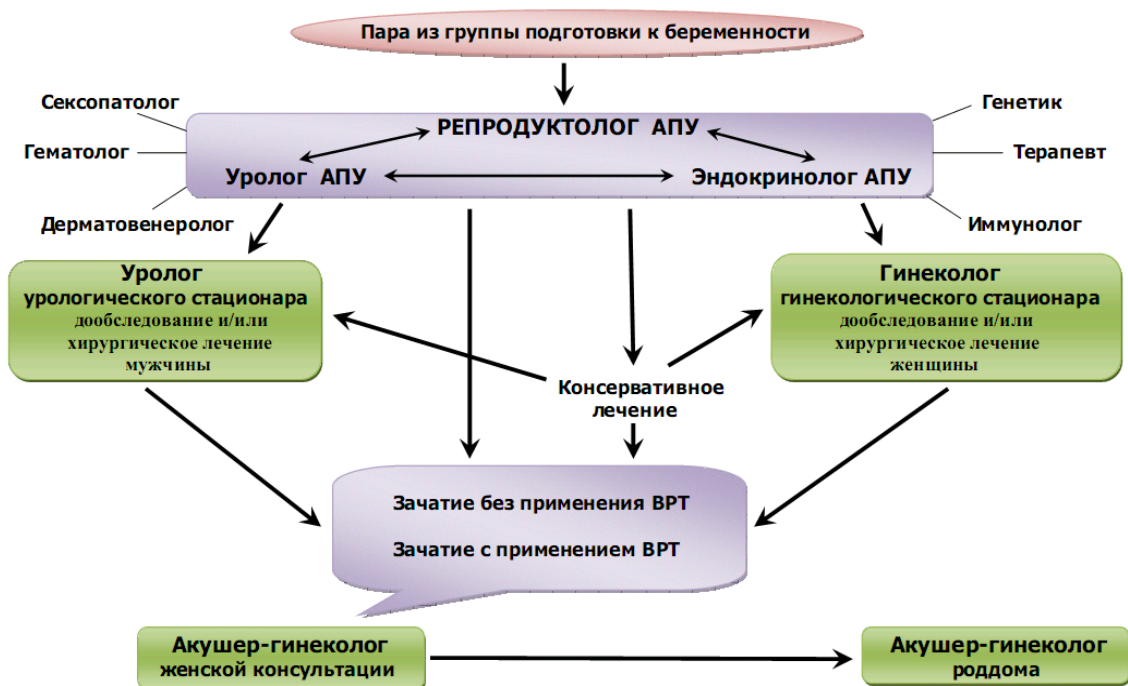 Пара из группы подготовки к беременности
Сексопатолог
Генетик
РЕПРОДУКТОЛОГ АПУ
Гематолог
Терапевт
Уролог АПУ
Эндокринолог АПУ
Дерматовенеролог
Иммунолог
Уролог
урологического стационара
дообследование и/или
хирургическое лечение
мужчины
Гинеколог
гинекологического стационара
дообследование и/или
хирургическое лечение
женщины
Консервативное
лечение
Зачатие без применения ВРТ
Зачатие с применением ВРТ
Акушер-гинеколог
женской консультации
Акушер-гинеколог
роддома